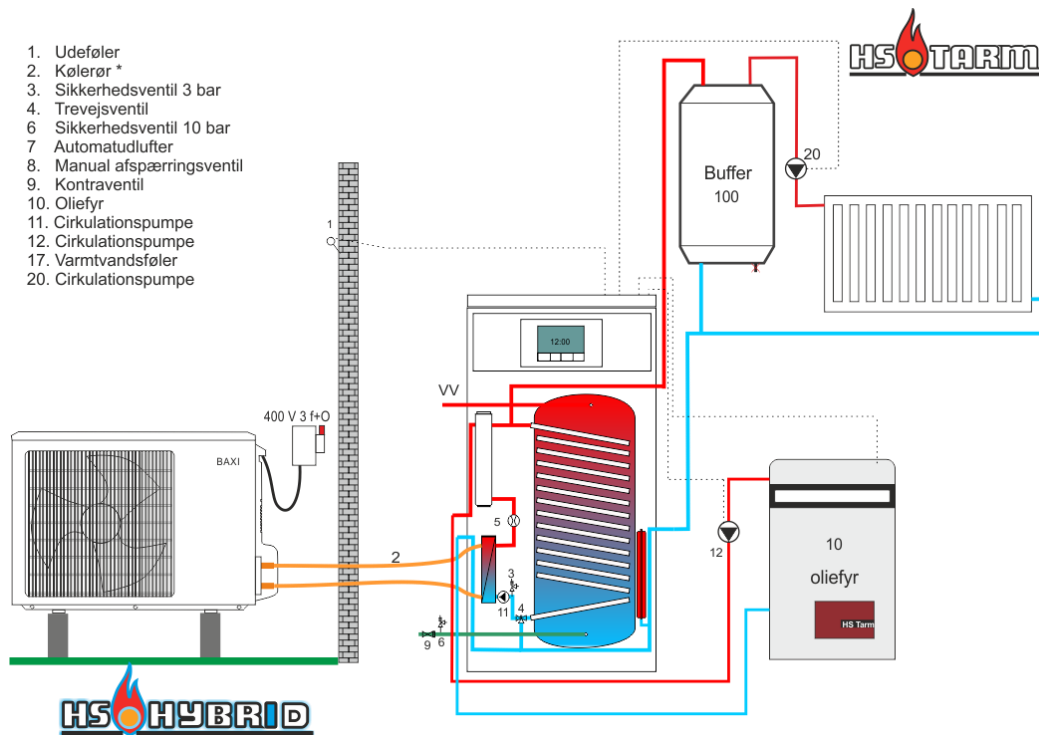 1. Udeføler
2. Kølerør *
3. Sikkerhedsventil 3 bar
4. Trevejsventil
6 Sikkerhedsventil 10 bar
7 Automatudlufter
8. Manual afspærringsventil
9. Kontraventil
10. Oliefyr
11. Cirkulationspumpe
12. Cirkulationspumpe
17. Varmtvandsføler
20. Cirkulationspumpe
HS TARM
Buffer
100
20
1
12:00
VV
400 V 3 f+O
BAXI
2
5
3
11
4
9
6
12
10
oliefyr
HS Tarm
HS HYBRID